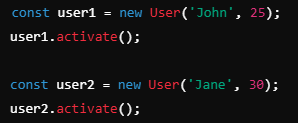 const user1 = new User('John', 25);
user1.activate();
const user2 = new User('Jane', 30);
user2.activate();